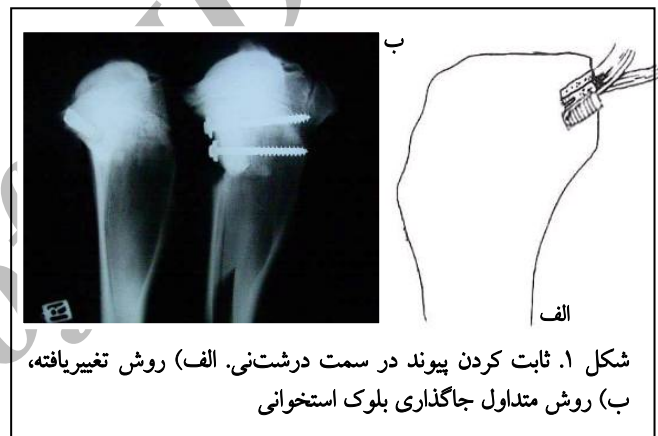 ب
الف
شکل ۱. ثابت کردن پیوند در سمت درشت‌نی. الف) روش تغییریافته،
ب) روش متداول جاگذاری بلوک استخوانی